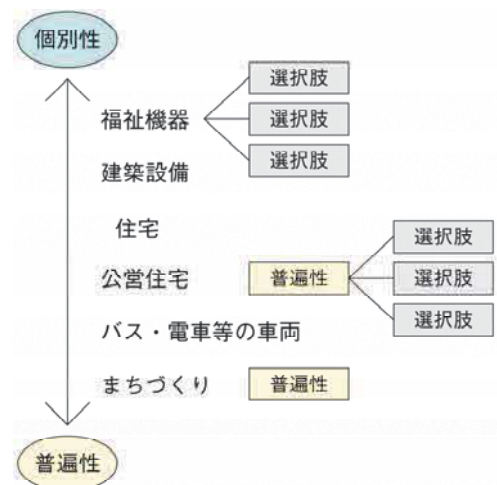 個別性
選択肢
福祉機器
選択肢
選択肢
建築設備
住宅
選択肢
公営住宅
普遍性
選択肢
選択肢
バス・電車等の車両
まちづくり
普遍性
普遍性